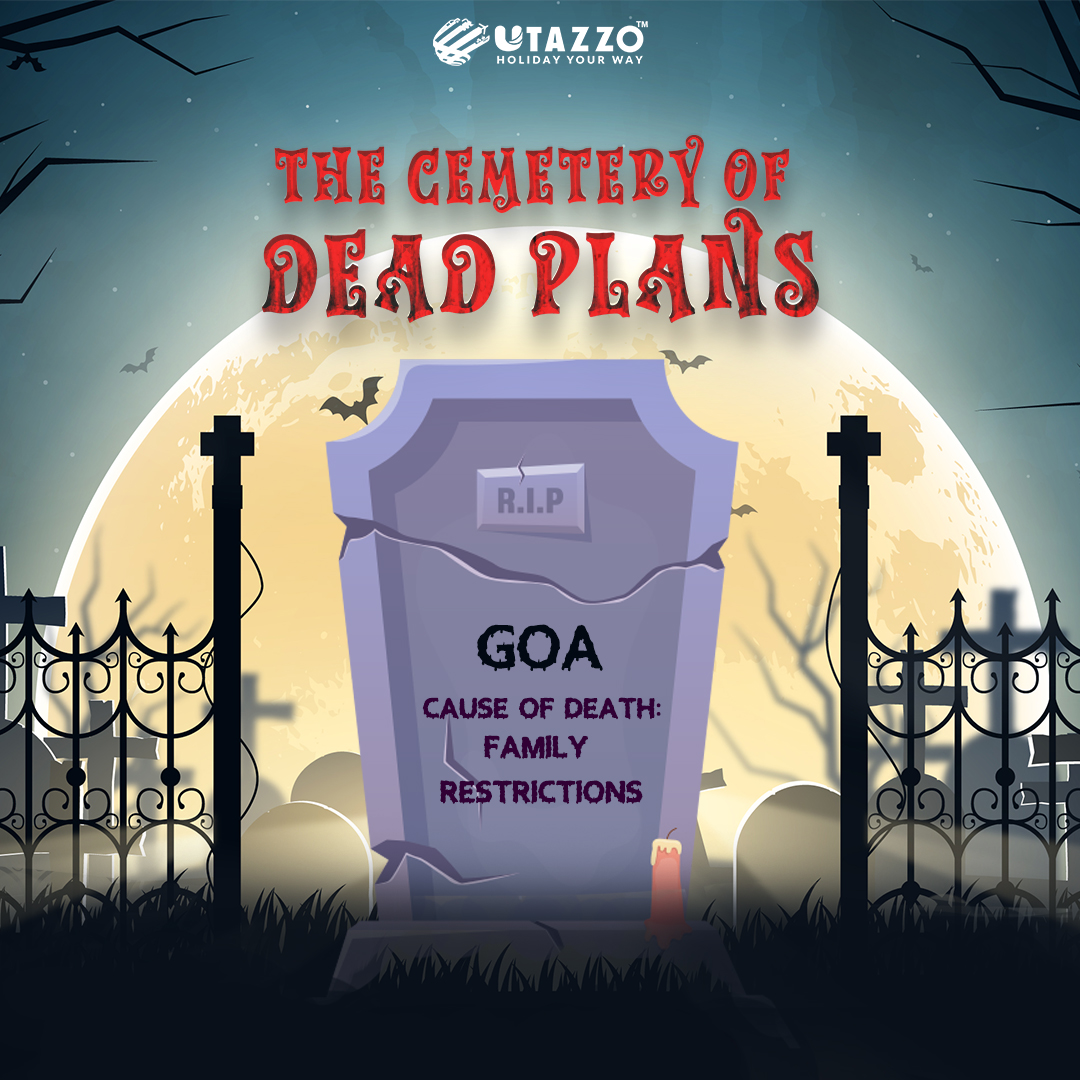 UTAZZO™
HOLIDAY YOUR WAY
THE CEMETERY OF
DEAD PLANS
R.I.P
GOA
CAUSE OF DEATH:
FAMILY
RESTRICTIONS